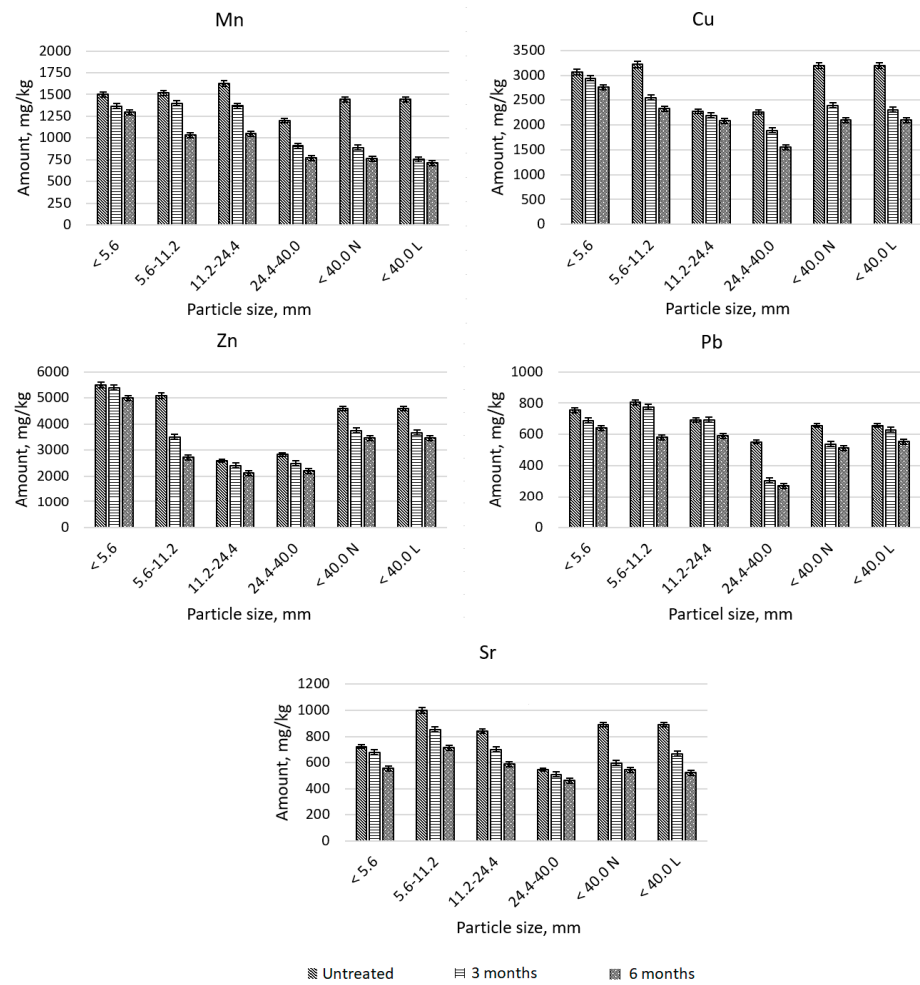 Mn
2000
1750
1500
1250
1000
750
500
250
0
Amount, mg/kg
< 5.6
5.6-11.2
11.2-24.4
24.4-40.0
< 40.0 N
< 40.0 L
Particle size, mm
Cu
3500
3000
2500
2000
1500
1000
500
0
Amount, mg/kg
< 5.6
5.6-11.2
11.2-24.4
24.4-40.0
< 40.0 N
< 40.0 L
Particle size, mm
Zn
6000
5000
4000
3000
2000
1000
0
Amount, mg/kg
< 5.6
5.6-11.2
11.2-24.4
24.4-40.0
< 40.0 N
< 40.0 L
Particle size, mm
Pb
1000
800
600
400
200
0
Amount, mg/kg
< 5.6
5.6-11.2
11.2-24.4
24.4-40.0
< 40.0 N
< 40.0 L
Particel size, mm
Sr
1200
1000
800
600
400
200
0
Amount, mg/kg
< 5.6
5.6-11.2
11.2-24.4
24.4-40.0
< 40.0 N
< 40.0 L
Particle size, mm
Untreated 3 months 6 months